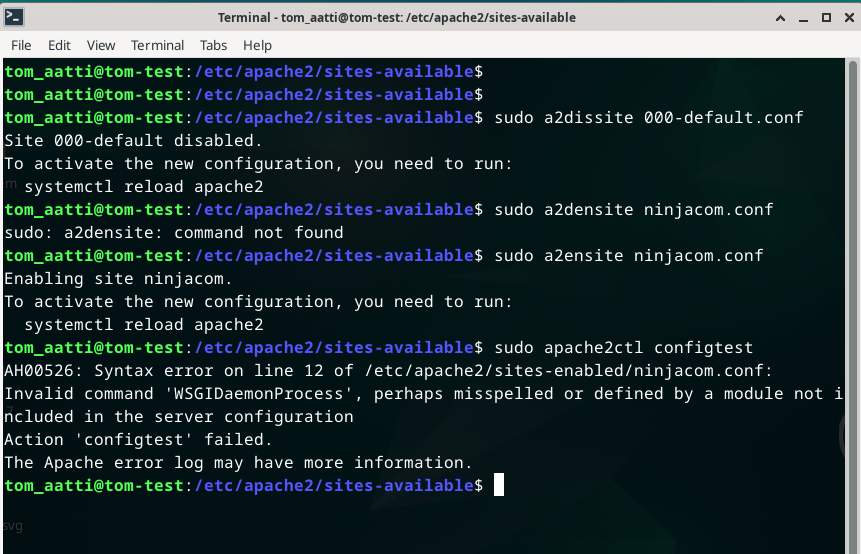 Terminal - tom_aatti@tom-test: /etc/apache2/sites-available
File Edit View Terminal Tabs Help
tom_aatti@tom-test:/etc/apache2/sites-available$
tom_aatti@tom-test:/etc/apache2/sites-available$
tom_aatti@tom-test:/etc/apache2/sites-available$ sudo a2dissite 000-default.conf
Site 000-default disabled.
To activate the new configuration, you need to run:
  systemctl reload apache2
tom_aatti@tom-test:/etc/apache2/sites-available$ sudo a2densite ninjacom.conf
sudo: a2densite: command not found
tom_aatti@tom-test:/etc/apache2/sites-available$ sudo a2ensite ninjacom.conf
Enabling site ninjacom.
To activate the new configuration, you need to run:
  systemctl reload apache2
tom_aatti@tom-test:/etc/apache2/sites-available$ sudo apache2ctl configtest
AH00526: Syntax error on line 12 of /etc/apache2/sites-enabled/ninjacom.conf:
Invalid command 'WSGIDaemonProcess', perhaps misspelled or defined by a module not i
ncluded in the server configuration
Action 'configtest' failed.
The Apache error log may have more information.
tom_aatti@tom-test:/etc/apache2/sites-available$
svg